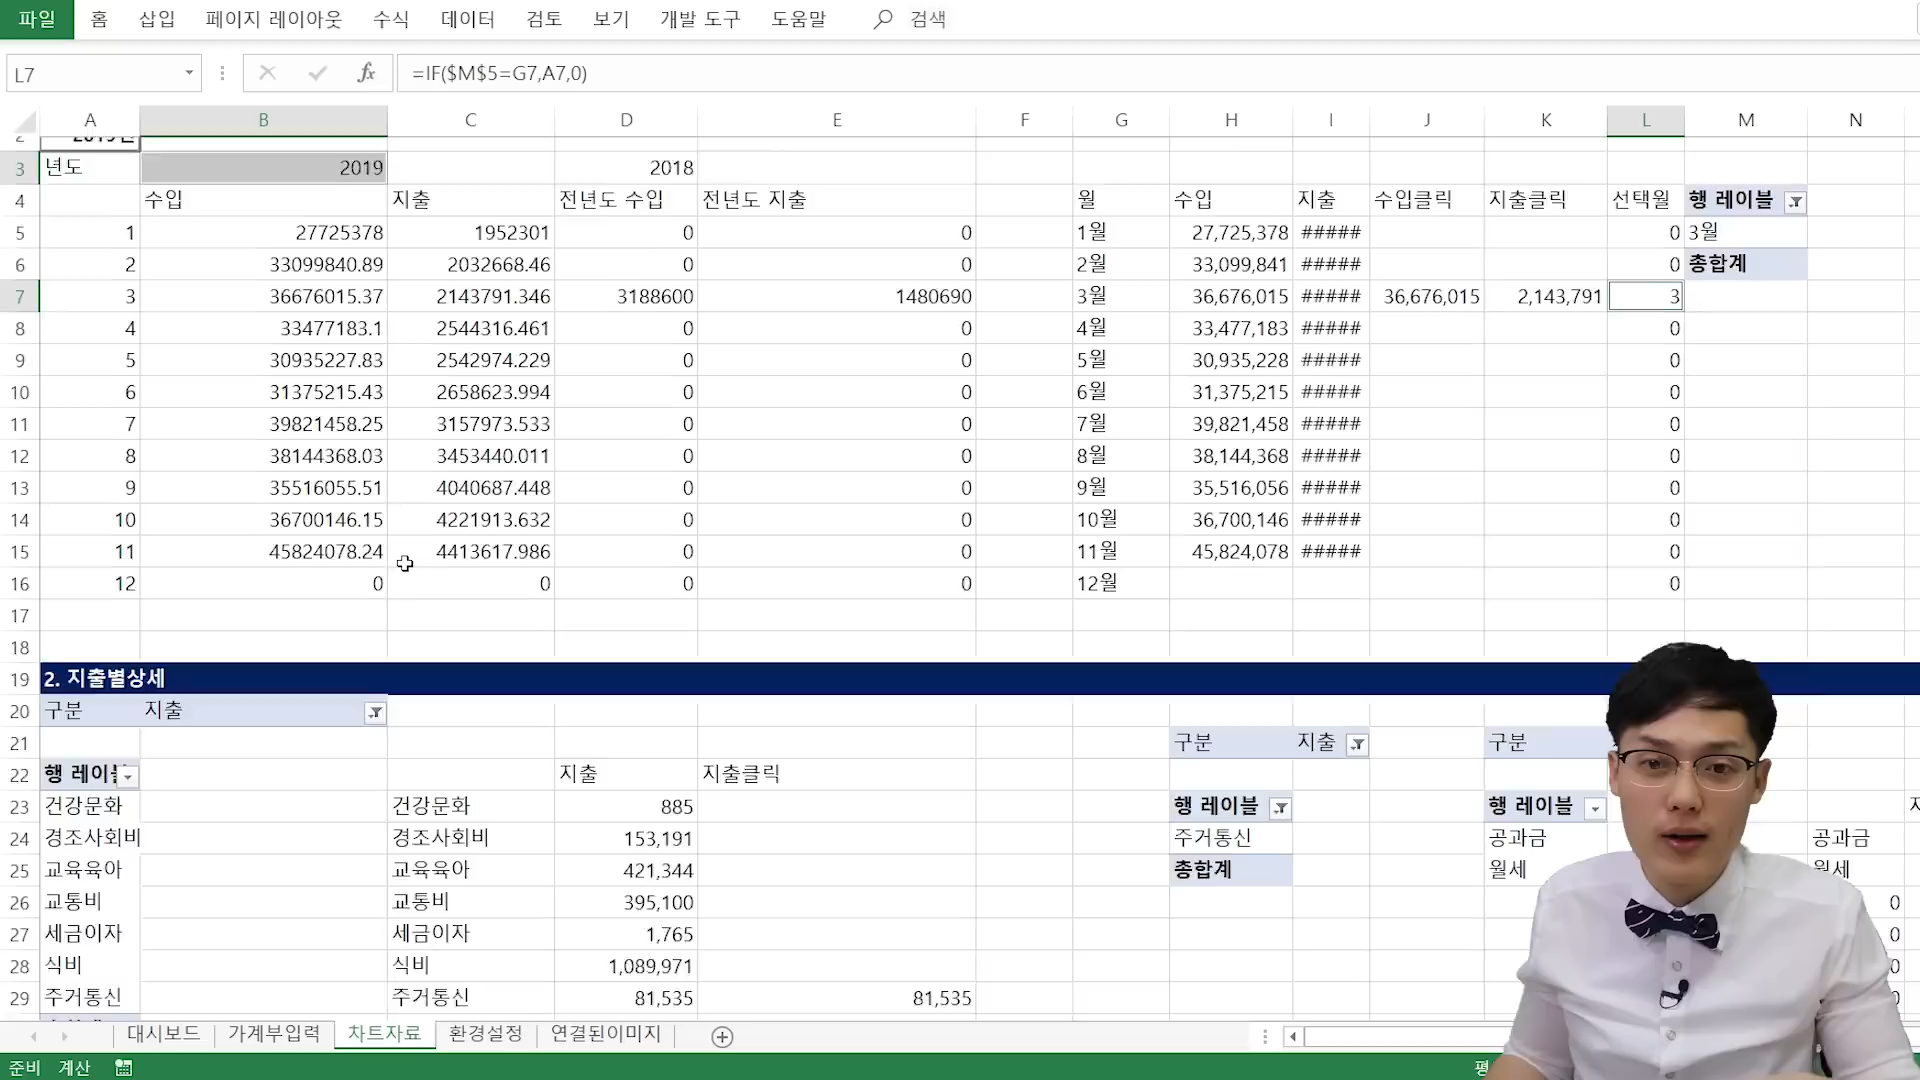 파일 홈 삽입 페이지 레이아웃 수식 데이터 검토 보기 개발 도구 도움말 검색
L7 fx =IF($M$5=G7,A7,0)
A B C D E F G H I J K L M N
3 년도 2019 2018
4 수입 지출 전년도 수입 전년도 지출 월 수입 지출 수입클릭 지출클릭 선택월 행 레이블
5 1 27725378 1952301 0 0 1월 27,725,378 ##### 0 3월
6 2 33099840.89 2032668.46 0 0 2월 33,099,841 ##### 0 총합계
7 3 36676015.37 2143791.346 3188600 1480690 3월 36,676,015 ##### 36,676,015 2,143,791 3
8 4 33477183.1 2544316.461 0 0 4월 33,477,183 ##### 0
9 5 30935227.83 2542974.229 0 0 5월 30,935,228 ##### 0
10 6 31375215.43 2658623.994 0 0 6월 31,375,215 ##### 0
11 7 39821458.25 3157973.533 0 0 7월 39,821,458 ##### 0
12 8 38144368.03 3453440.011 0 0 8월 38,144,368 ##### 0
13 9 35516055.51 4040687.448 0 0 9월 35,516,056 ##### 0
14 10 36700146.15 4221913.632 0 0 10월 36,700,146 ##### 0
15 11 45824078.24 4413617.986 0 0 11월 45,824,078 ##### 0
16 12 0 0 0 0 12월 0
17
18
19 2. 지출별상세
20 구분 지출
21 구분 지출 구분
22 행 레이블 지출 지출클릭
23 건강문화 건강문화 885 행 레이블 행 레이블
24 경조사회비 경조사회비 153,191 주거통신 공과금 공과금
25 교육육아 교육육아 421,344 총합계 월세 월세
26 교통비 교통비 395,100 0
27 세금이자 세금이자 1,765 0
28 식비 식비 1,089,971 0
29 주거통신 주거통신 81,535 81,535
대시보드 가계부입력 차트자료 환경설정 연결된이미지
준비 계산